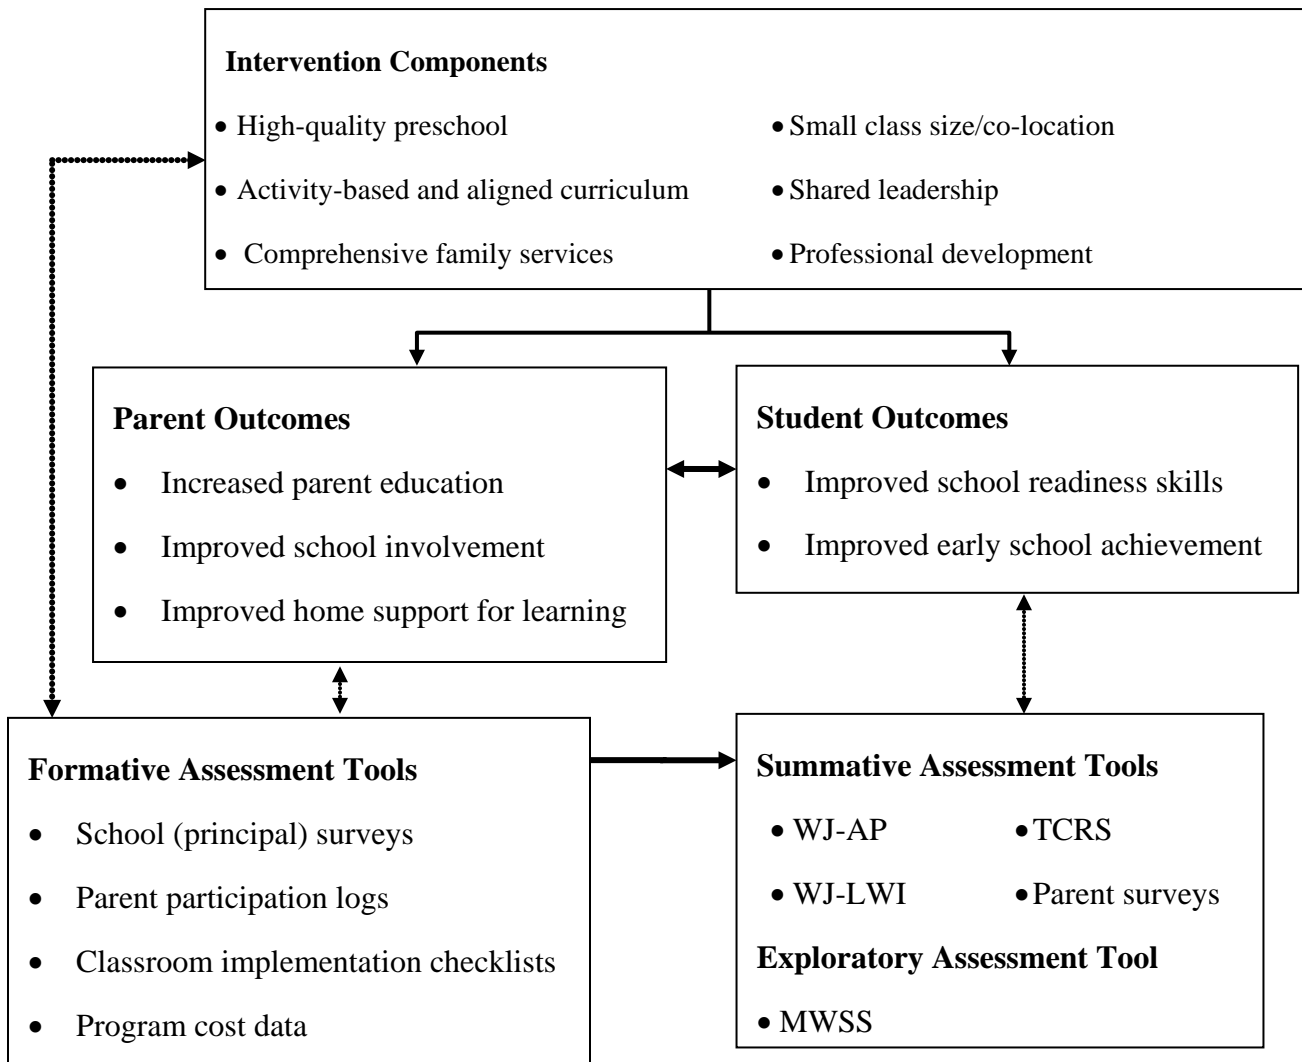 Intervention Components
• High-quality preschool
• Small class size/co-location
• Activity-based and aligned curriculum
• Shared leadership
• Comprehensive family services
• Professional development
Parent Outcomes
• Increased parent education
• Improved school involvement
• Improved home support for learning
Student Outcomes
• Improved school readiness skills
• Improved early school achievement
Formative Assessment Tools
• School (principal) surveys
• Parent participation logs
• Classroom implementation checklists
• Program cost data
Summative Assessment Tools
• WJ-AP
• TCRS
• WJ-LWI
• Parent surveys
Exploratory Assessment Tool
• MWSS